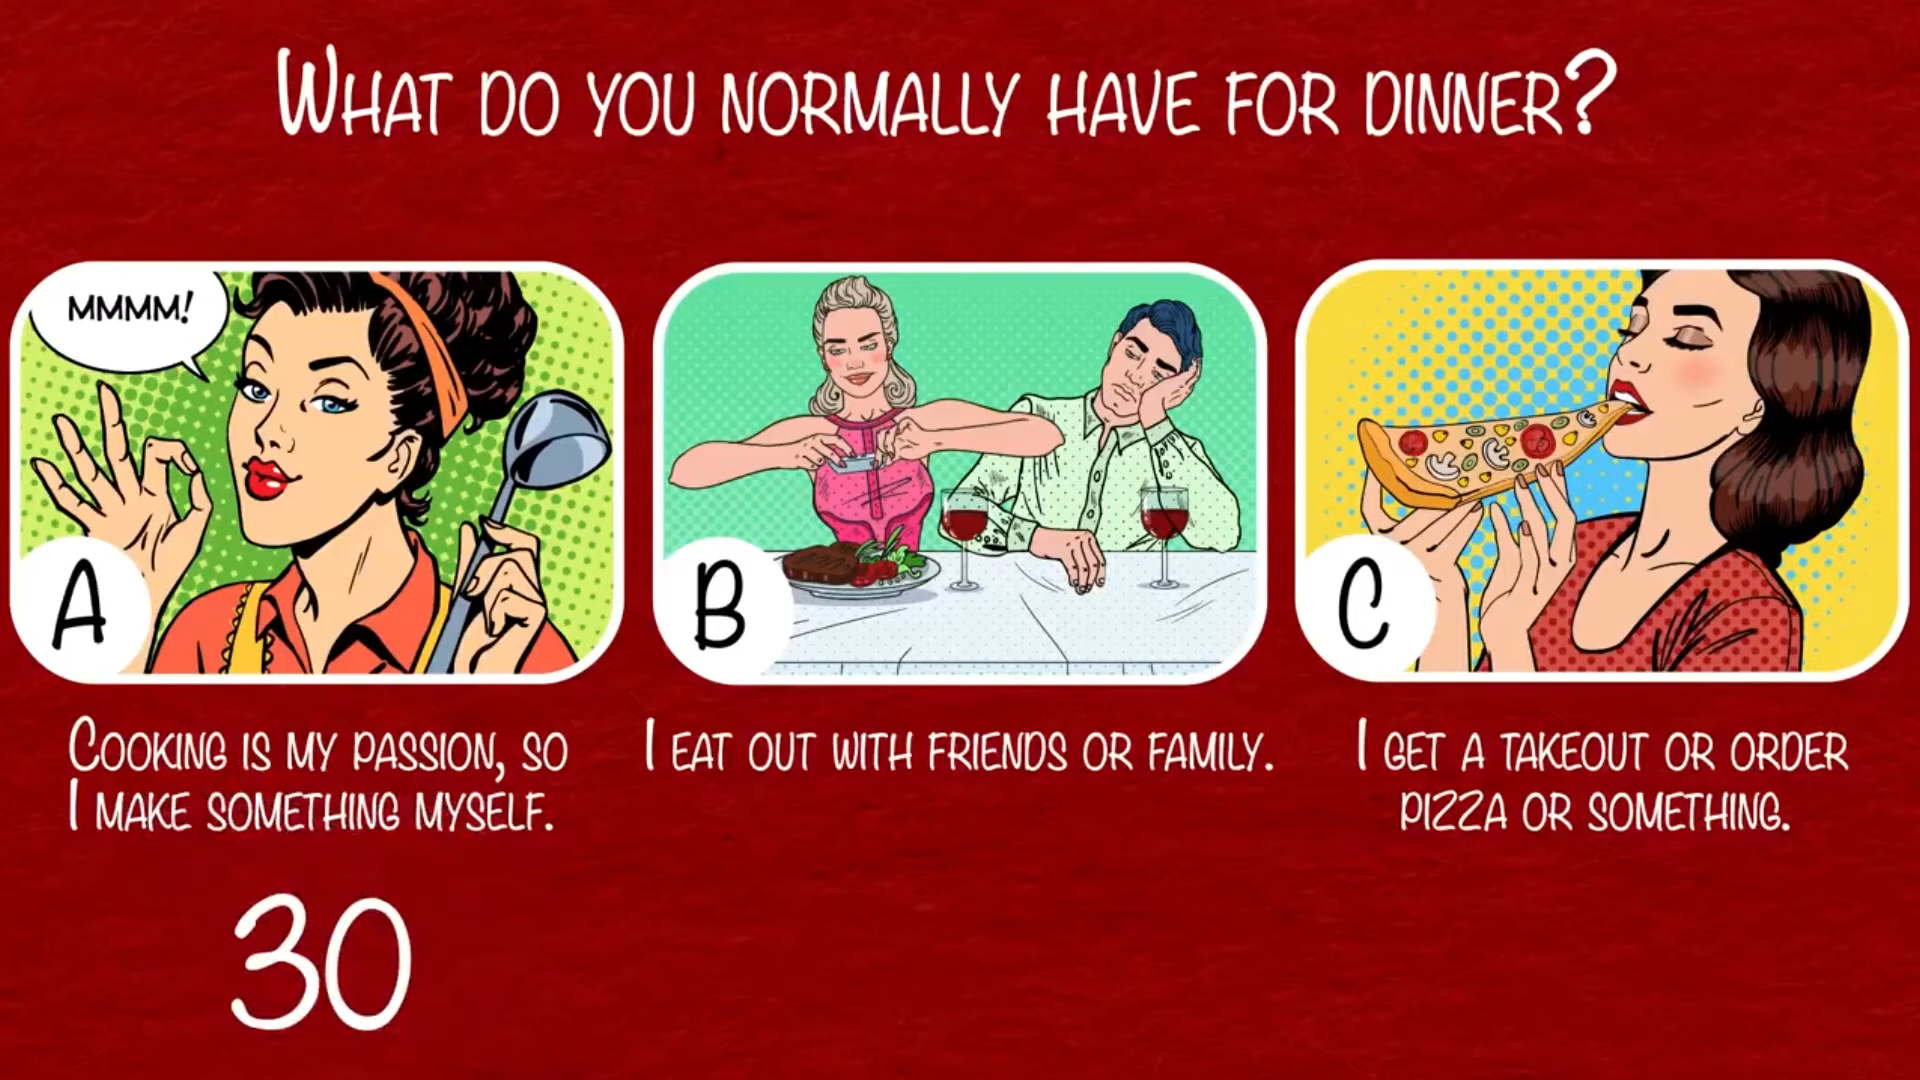 WHAT DO YOU NORMALLY HAVE FOR DINNER?
MMMM!
A
B
C
COOKING IS MY PASSION, SO
I MAKE SOMETHING MYSELF.
I EAT OUT WITH FRIENDS OR FAMILY.
I GET A TAKEOUT OR ORDER
PIZZA OR SOMETHING.
30